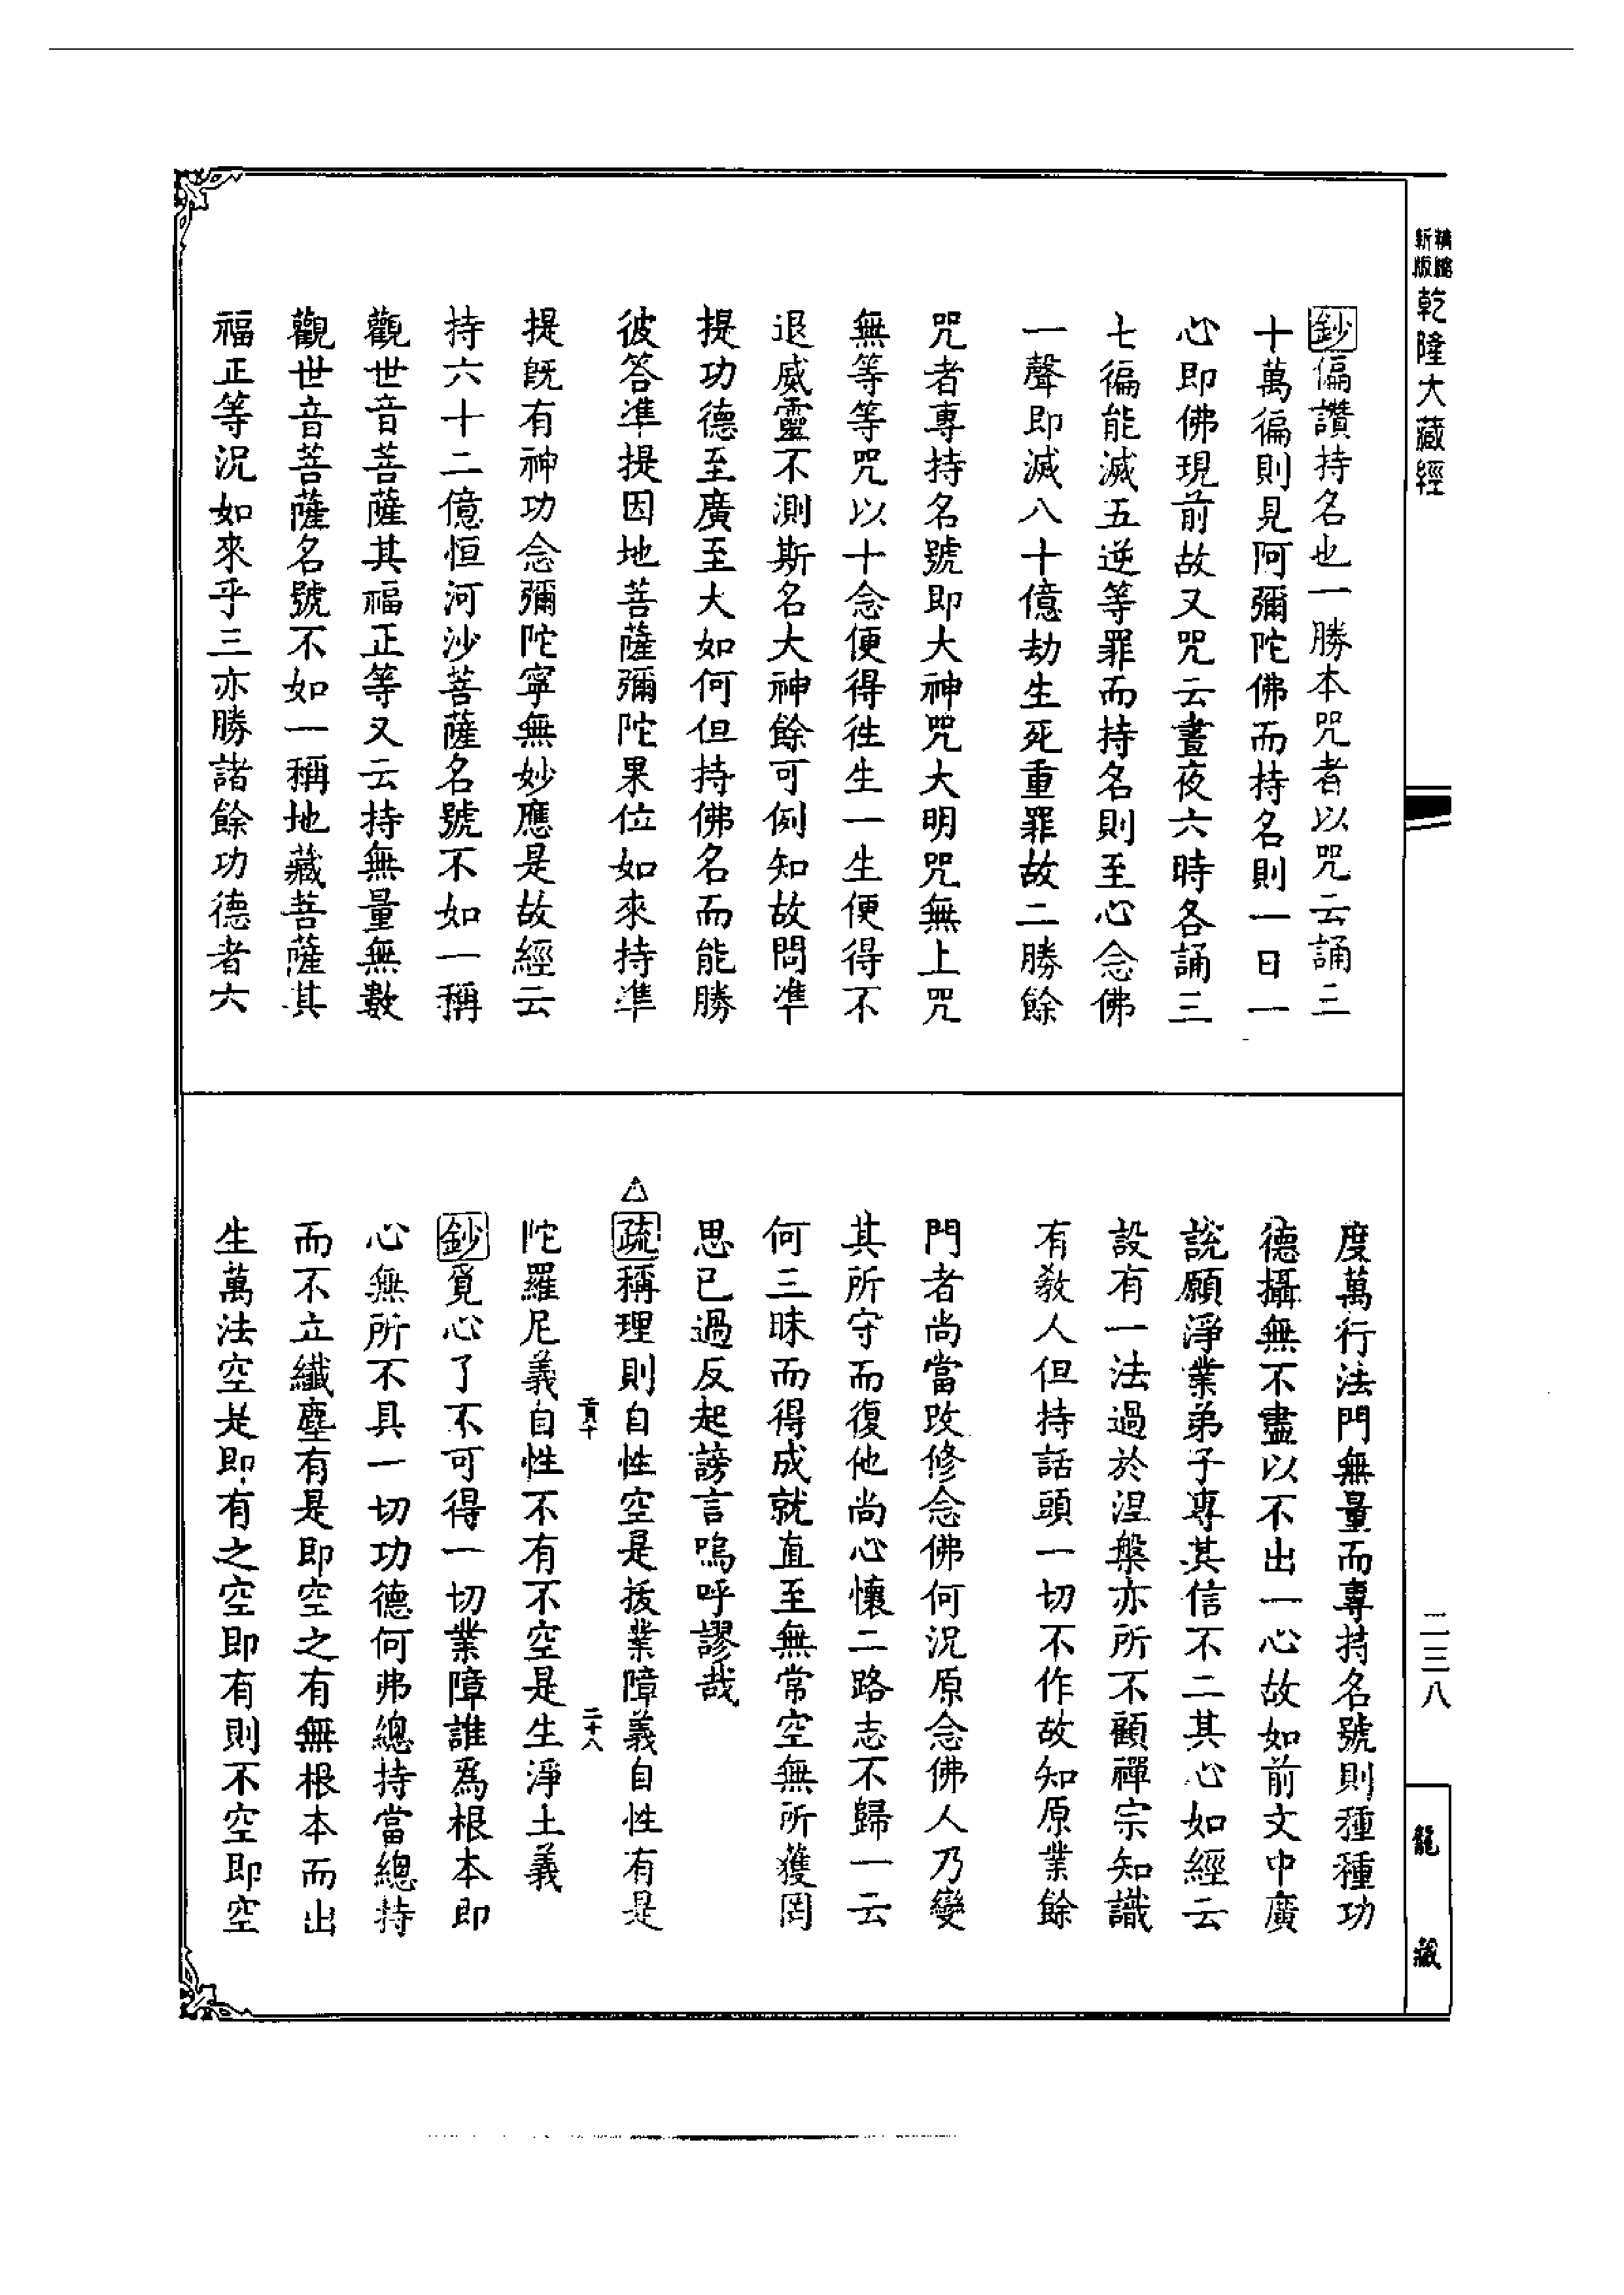 新版
精縮
乾隆大藏經
鈔偏讚持名也一勝本咒者以咒云誦三
十萬徧則見阿彌陀佛而持名則一日一
心即佛現前故又咒云晝夜六時各誦三
七徧能滅五逆等罪而持名則至心念佛
一聲即滅八十億劫生死重罪故二勝餘
咒者專持名號即大神咒大明咒無上咒
無等等咒以十念便得徃生一生便得不
退威靈不測斯名大神餘可例知故問準
提功德至廣至大如何但持佛名而能勝
彼答準提因地菩薩彌陀果位如來持準
提既有神功念彌陀寧無妙應是故經云
持六十二億恒河沙菩薩名號不如一稱
觀世音菩薩其福正等又云持無量無數
觀世音菩薩名號不如一稱地藏菩薩其
福正等況如來乎三亦勝諸餘功德者六
度萬行法門無量而專持名號則種種功
德攝無不盡以不出一心故如前文中廣
說願淨業弟子專其信不二其心如經云
設有一法過於涅槃亦所不顧禪宗知識
有教人但持話頭一切不作故知原業餘
門者尚當改修念佛何況原念佛人乃變
其所守而復他尚心懷二路志不歸一云
何三昧而得成就直至無常空無所獲罔
思已過反起謗言嗚呼謬哉
△疏稱理則自性空是拔業障義自性有是
陀羅尼義自性不有不空是生淨土義
貢十
二十八
鈔覓心了不可得一切業障誰為根本即
心無所不具一切功德何弗總持當總持
而不立纖塵有是即空之有無根本而出
生萬法空是即有之空即有則不空即空
二三八
龍藏